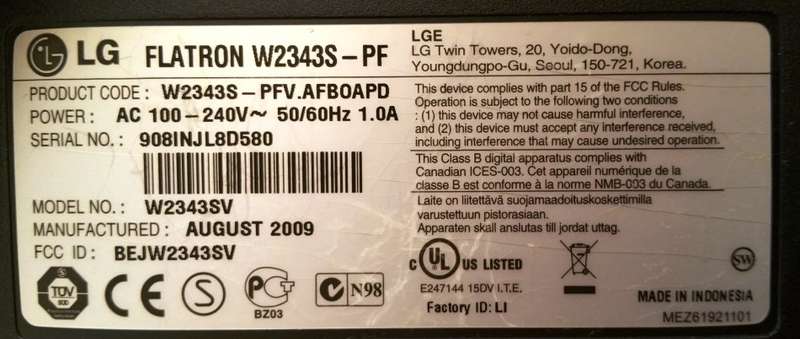 LG FLATRON W2343S-PF
LGE
LG Twin Towers, 20, Yoido-Dong,
Youngdungpo-Gu, Seoul, 150-721, Korea.
PRODUCT CODE : W2343S-PFV.AFBOAPD
POWER : AC 100-240V~ 50/60Hz 1.0A
SERIAL NO. : 908INJL8D580
MODEL NO. : W2343SV
MANUFACTURED : AUGUST 2009
FCC ID : BEJW2343SV
This device complies with part 15 of the FCC Rules.
Operation is subject to the following two conditions
: (1) this device may not cause harmful interference,
and (2) this device must accept any interference received,
including interference that may cause undesired operation.
This Class B digital apparatus complies with
Canadian ICES-003. Cet appareil numérique de la
classe B est conforme à la norme NMB-003 du Canada.
Laite on liitettävä suojamaadoituskoskettimilla
varustettuun pistorasiaan.
Apparaten skall anslutas till jordat uttag.
TÜV
CE
S
PCT
BZ03
C N98
c UL US LISTED
E247144 15DV I.T.E.
Factory ID: LI
SW
MADE IN INDONESIA
MEZ61921101